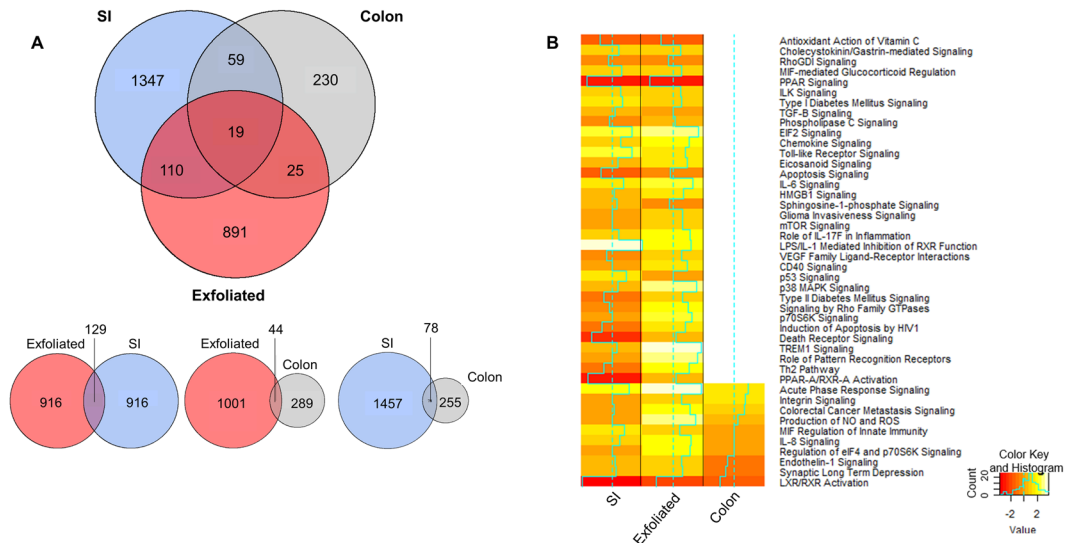 A
SI
Colon
1347
59
230
19
110
25
891
Exfoliated
129
Exfoliated
SI
916
916
44
Exfoliated
Colon
1001
289
78
SI
Colon
1457
255
B
Antioxidant Action of Vitamin C
Cholecystokinin/Gastrin-mediated Signaling
RhoGDI Signaling
MIF-mediated Glucocorticoid Regulation
PPAR Signaling
ILK Signaling
Type I Diabetes Mellitus Signaling
TGF-B Signaling
Phospholipase C Signaling
EIF2 Signaling
Chemokine Signaling
Toll-like Receptor Signaling
Eicosanoid Signaling
Apoptosis Signaling
IL-6 Signaling
HMGB1 Signaling
Sphingosine-1-phosphate Signaling
Glioma Invasiveness Signaling
mTOR Signaling
Role of IL-17F in Inflammation
LPS/IL-1 Mediated Inhibition of RXR Function
VEGF Family Ligand-Receptor Interactions
CD40 Signaling
p53 Signaling
p38 MAPK Signaling
Type II Diabetes Mellitus Signaling
Signaling by Rho Family GTPases
p70S6K Signaling
Induction of Apoptosis by HIV1
Death Receptor Signaling
TREM1 Signaling
Role of Pattern Recognition Receptors
Th2 Pathway
PPAR-A/RXR-A Activation
Acute Phase Response Signaling
Integrin Signaling
Colorectal Cancer Metastasis Signaling
Production of NO and ROS
MIF Regulation of Innate Immunity
IL-8 Signaling
Regulation of eIF4 and p70S6K Signaling
Endothelin-1 Signaling
Synaptic Long Term Depression
LXR/RXR Activation
SI
Exfoliated
Colon
Color Key
and Histogram
Count
0
20
-2
2
Value